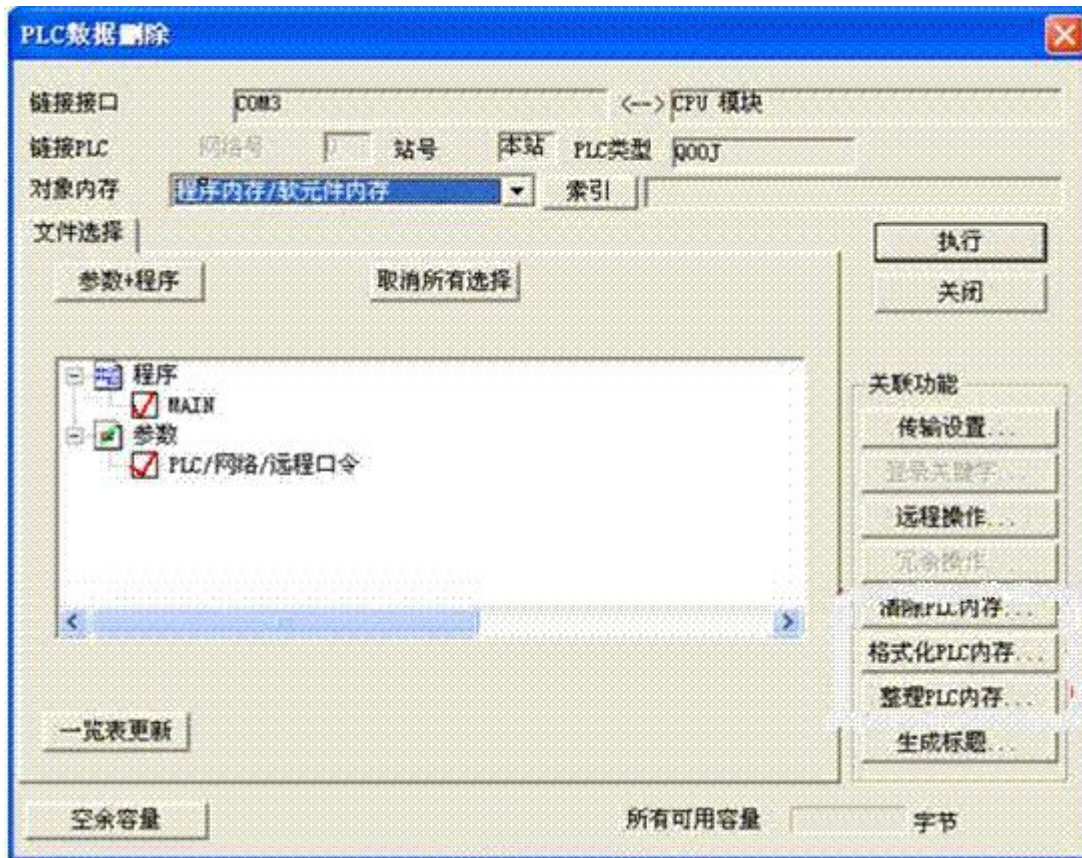 PLC数据删除
链接接口 COM3 <--> CPU 模块
链接PLC 网络号 0 站号 本站 PLC类型 Q00J
对象内存 程序内存/软元件内存 索引
文件选择
参数+程序 取消所有选择
执行
关闭
程序
MAIN
参数
PLC/网络/远程口令
关联功能
传输设置...
登录关键字...
远程操作...
冗余操作...
清除PLC内存...
格式化PLC内存...
整理PLC内存...
生成标题...
一览表更新
空余容量 所有可用容量 字节